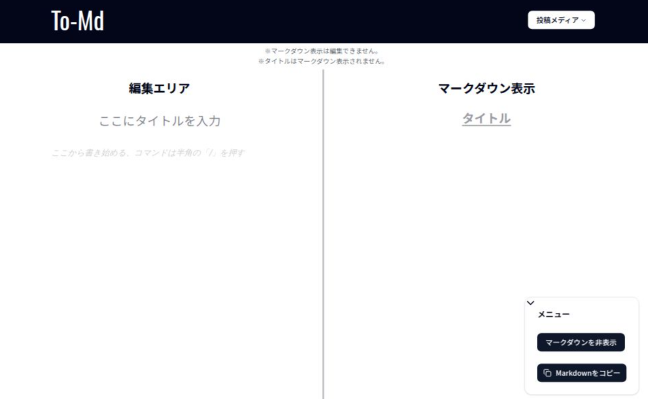 To-Md
投稿メディア
※マークダウン表示は編集できません。
※タイトルはマークダウン表示されません。
編集エリア
ここにタイトルを入力
ここから書き始める、コマンドは半角の「/」を押す
マークダウン表示
タイトル
メニュー
マークダウンを非表示
Markdownをコピー